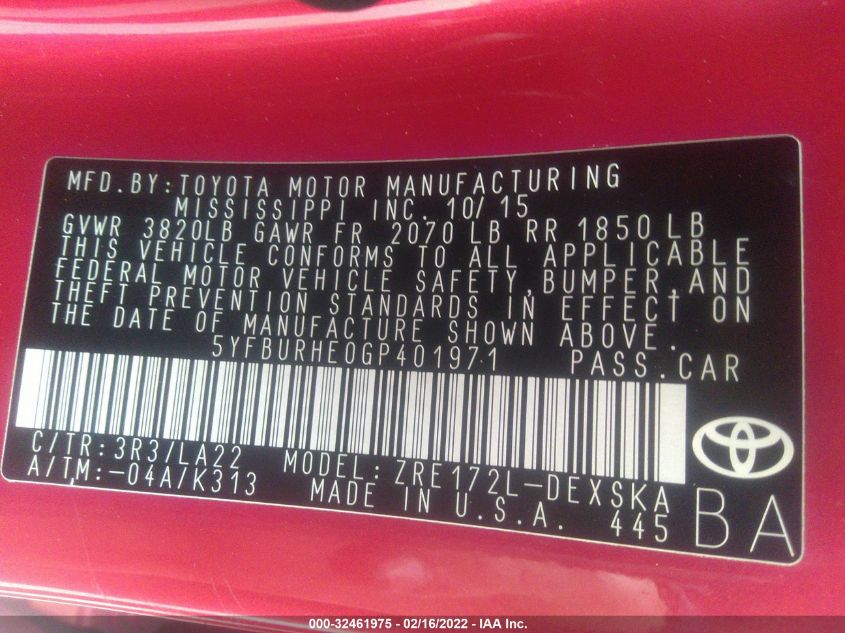 MFD.BY:TOYOTA MOTOR MANUFACTURING
MISSISSIPPI INC. 10/15
GVWR 3820LB GAWR FR 2070 LB RR 1850 LB
THIS VEHICLE CONFORMS TO ALL APPLICABLE
FEDERAL MOTOR VEHICLE SAFETY,BUMPER,AND
THEFT PREVENTION STANDARDS IN EFFECT ON
THE DATE OF MANUFACTURE SHOWN ABOVE.
5YFBURHE0GP401971 PASS.CAR
C/TR:3R3/LA22 MODEL:ZRE172L-DEXSKA
A/TM:-04A/K313 MADE IN U.S.A. 445
BA
000-32461975 - 02/16/2022 - IAA Inc.